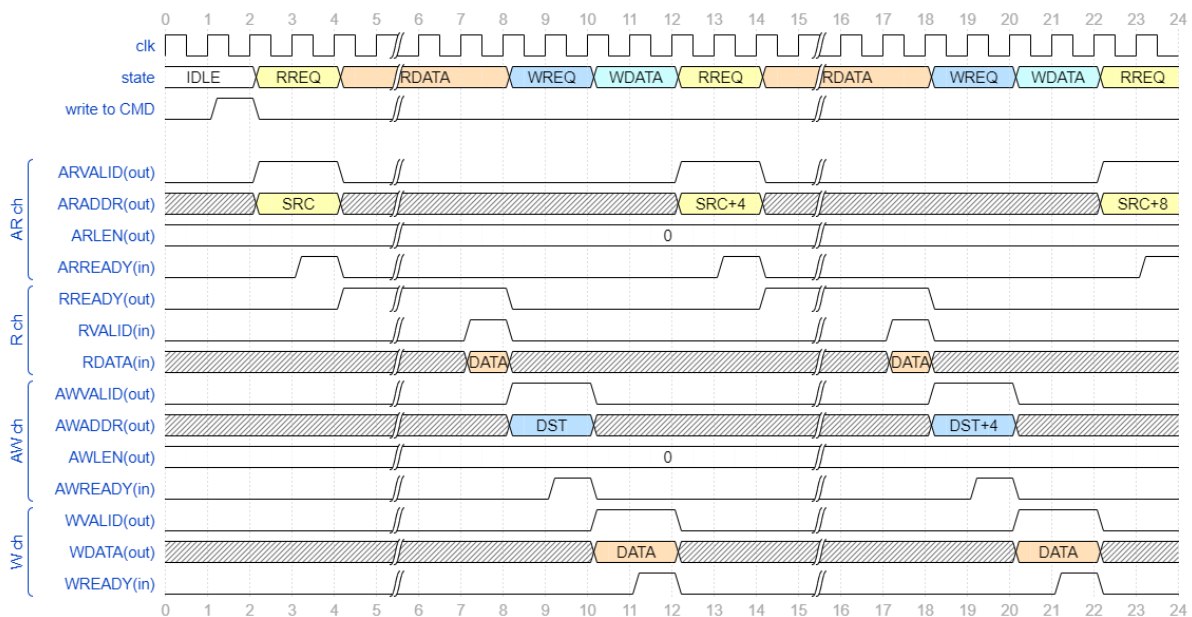 0 1 2 3 4 5 6 7 8 9 10 11 12 13 14 15 16 17 18 19 20 21 22 23 24
clk
state IDLE RREQ RDATA WREQ WDATA RREQ RDATA WREQ WDATA RREQ
write to CMD
AR ch
ARVALID(out)
ARADDR(out) SRC SRC+4 SRC+8
ARLEN(out) 0
ARREADY(in)
R ch
RREADY(out)
RVALID(in)
RDATA(in) DATA DATA
AW ch
AWVALID(out)
AWADDR(out) DST DST+4
AWLEN(out) 0
AWREADY(in)
W ch
WVALID(out)
WDATA(out) DATA DATA
WREADY(in)
0 1 2 3 4 5 6 7 8 9 10 11 12 13 14 15 16 17 18 19 20 21 22 23 24